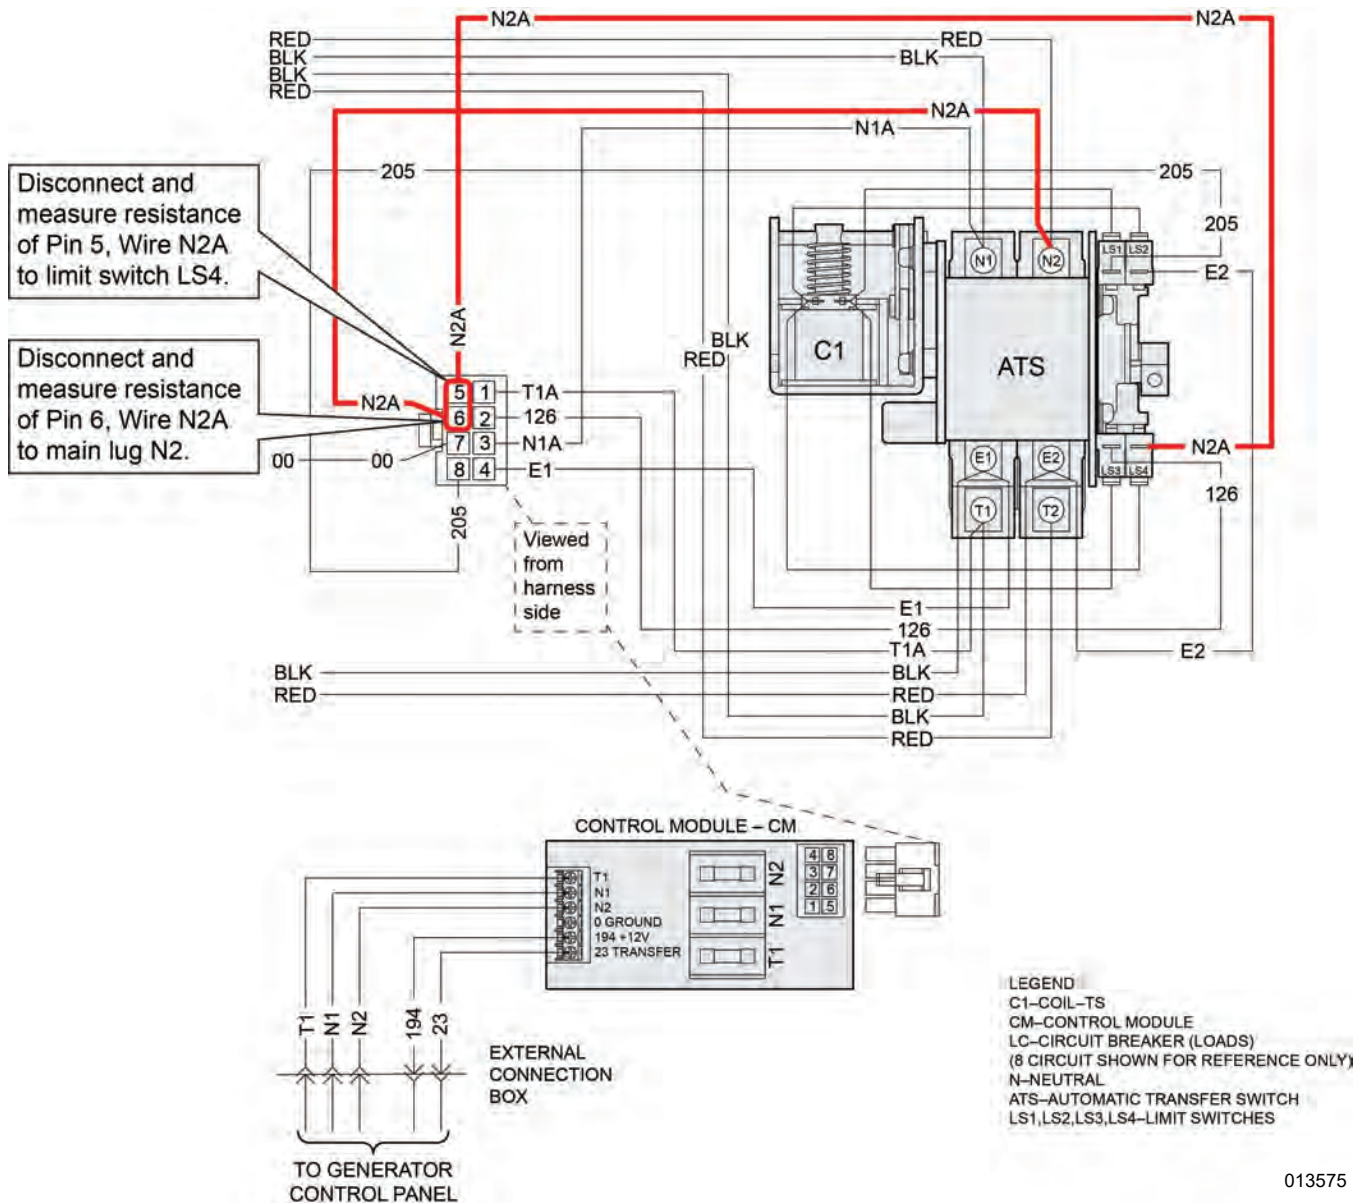 N2A
N2A
RED
RED
BLK
BLK
BLK
RED
N2A
N1A
205
205
Disconnect and
measure resistance
of Pin 5, Wire N2A
to limit switch LS4.
205
N1
N2
LS1
LS2
E2
N2A
BLK
RED
C1
ATS
Disconnect and
measure resistance
of Pin 6, Wire N2A
to main lug N2.
N2A
5 1
6 2
7 3
8 4
T1A
126
N1A
E1
00
00
205
E1
E2
T1
T2
LS3
LS4
N2A
126
Viewed
from
harness
side
E1
126
T1A
E2
BLK
BLK
RED
RED
BLK
RED
CONTROL MODULE – CM
T1
N1
N2
0 GROUND
194 +12V
23 TRANSFER
N2
N1
T1
4 8
3 7
2 6
1 5
T1
N1
N2
194
23
EXTERNAL
CONNECTION
BOX
TO GENERATOR
CONTROL PANEL
LEGEND
C1–COIL–TS
CM–CONTROL MODULE
LC–CIRCUIT BREAKER (LOADS)
(8 CIRCUIT SHOWN FOR REFERENCE ONLY)
N–NEUTRAL
ATS–AUTOMATIC TRANSFER SWITCH
LS1,LS2,LS3,LS4–LIMIT SWITCHES
013575